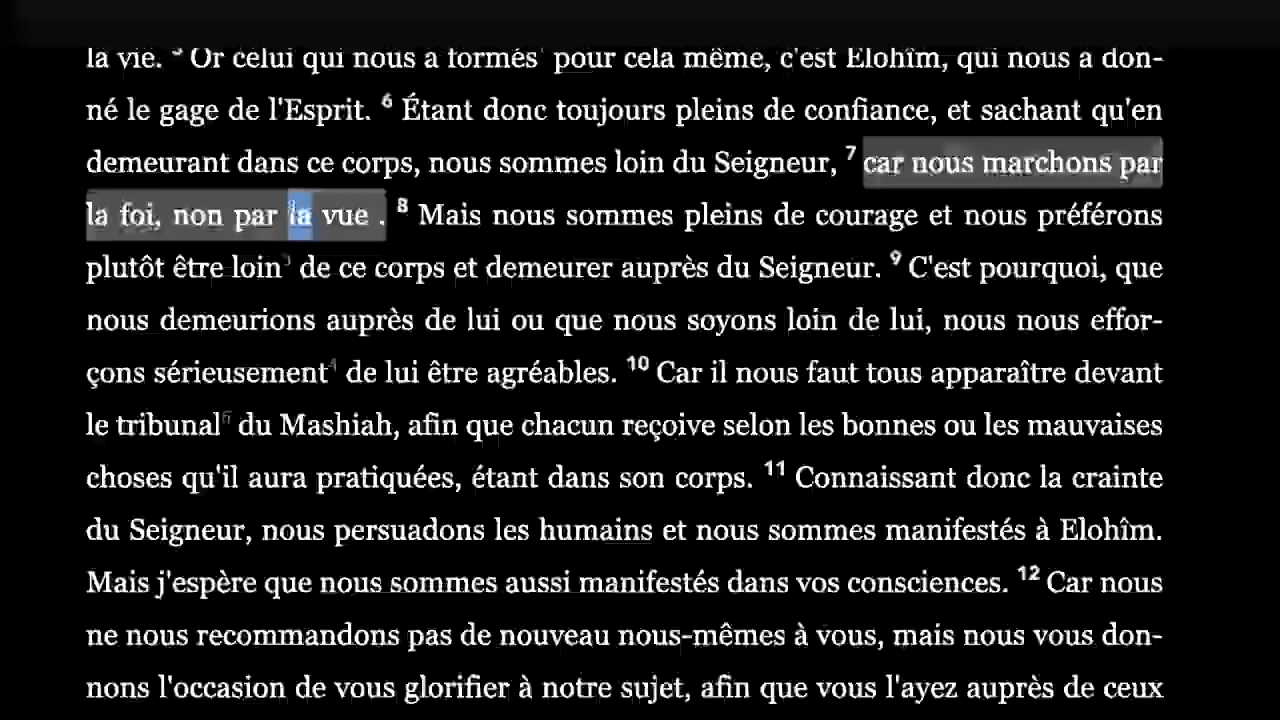 la vie. ⁵ Or celui qui nous a formés pour cela même, c'est Elohîm, qui nous a don-
né le gage de l'Esprit. ⁶ Étant donc toujours pleins de confiance, et sachant qu'en
demeurant dans ce corps, nous sommes loin du Seigneur, ⁷ car nous marchons par
la foi, non par la vue . ⁸ Mais nous sommes pleins de courage et nous préférons
plutôt être loin³ de ce corps et demeurer auprès du Seigneur. ⁹ C'est pourquoi, que
nous demeurions auprès de lui ou que nous soyons loin de lui, nous nous effor-
çons sérieusement⁴ de lui être agréables. ¹⁰ Car il nous faut tous apparaître devant
le tribunal⁵ du Mashiah, afin que chacun reçoive selon les bonnes ou les mauvaises
choses qu'il aura pratiquées, étant dans son corps. ¹¹ Connaissant donc la crainte
du Seigneur, nous persuadons les humains et nous sommes manifestés à Elohîm.
Mais j'espère que nous sommes aussi manifestés dans vos consciences. ¹² Car nous
ne nous recommandons pas de nouveau nous-mêmes à vous, mais nous vous don-
nons l'occasion de vous glorifier à notre sujet, afin que vous l'ayez auprès de ceux